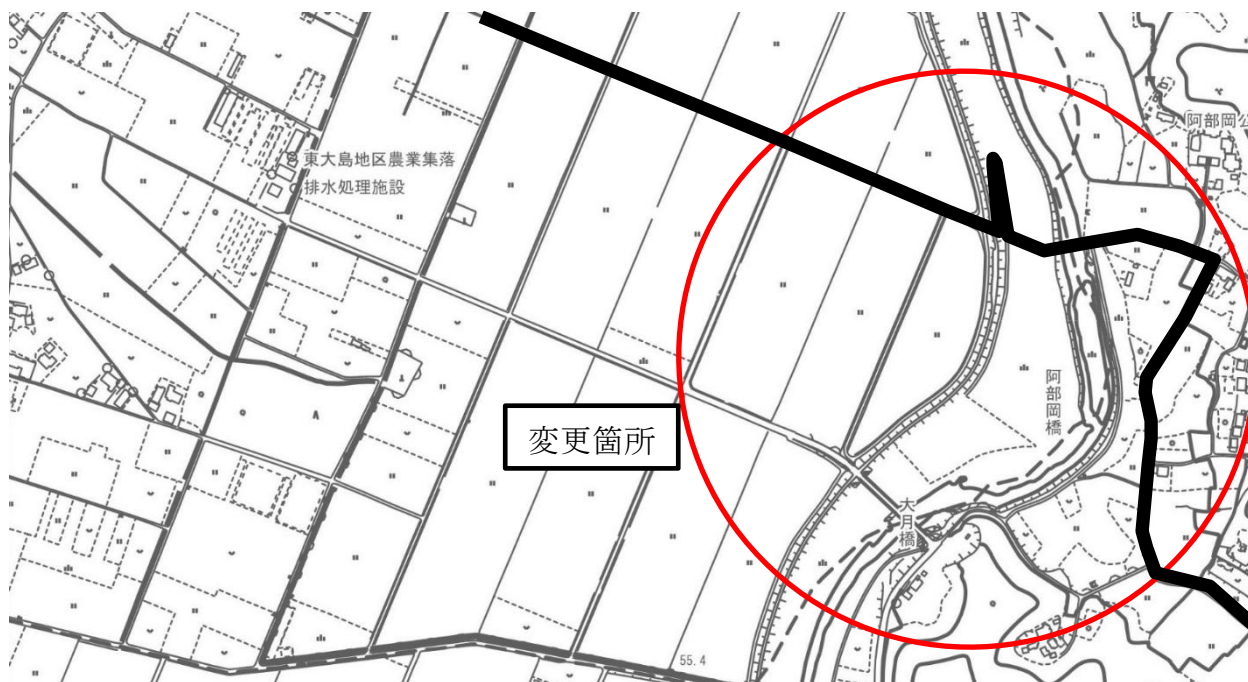 阿部岡公
東大島地区農業集落
排水処理施設
阿部岡橋
変更箇所
大月橋
55.4